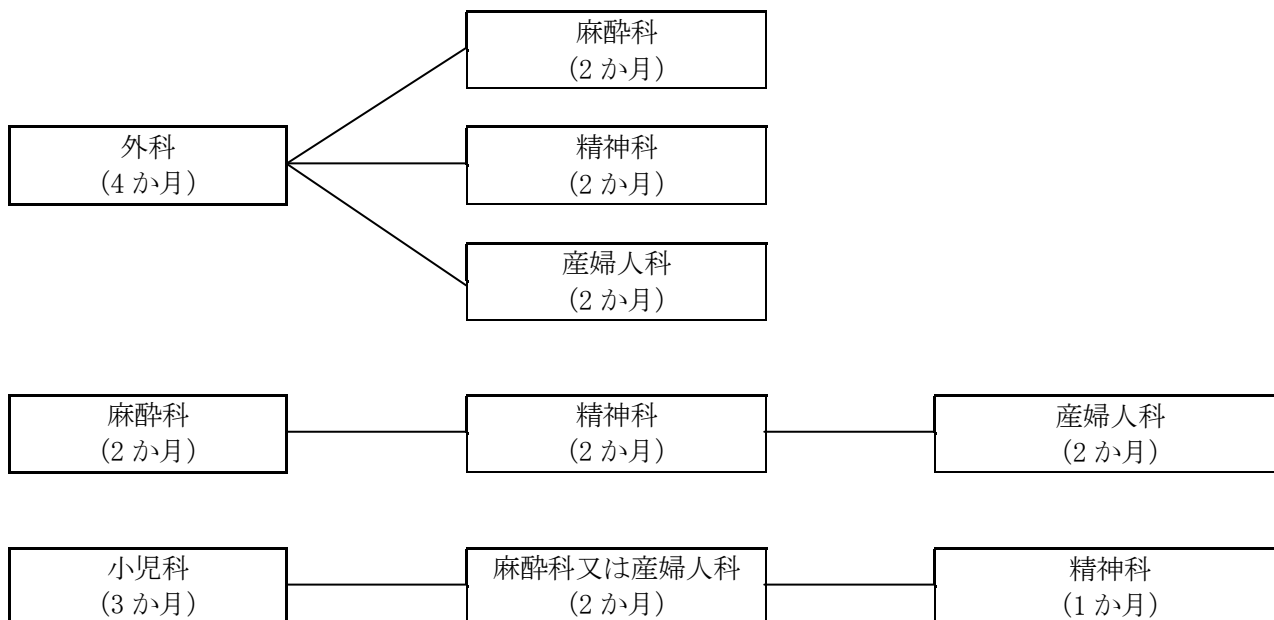 麻酔科
(2 か月)
外科
(4 か月)
精神科
(2 か月)
産婦人科
(2 か月)
麻酔科
(2 か月)
精神科
(2 か月)
産婦人科
(2 か月)
小児科
(3 か月)
麻酔科又は産婦人科
(2 か月)
精神科
(1 か月)